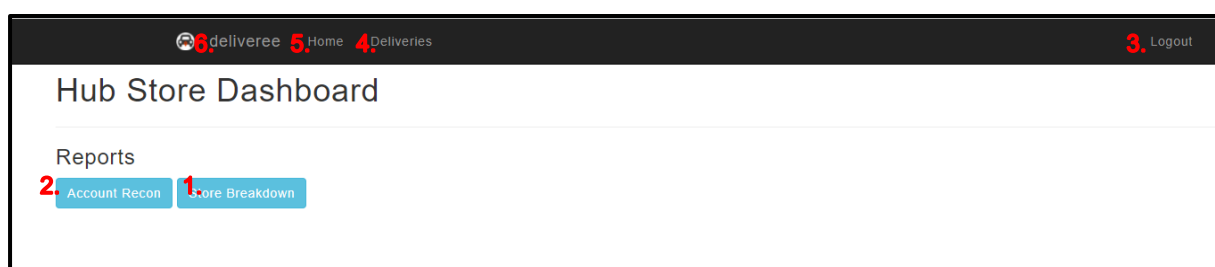 6. deliveree 5. Home 4. Deliveries 3. Logout
Hub Store Dashboard
Reports
2. Account Recon 1. Store Breakdown